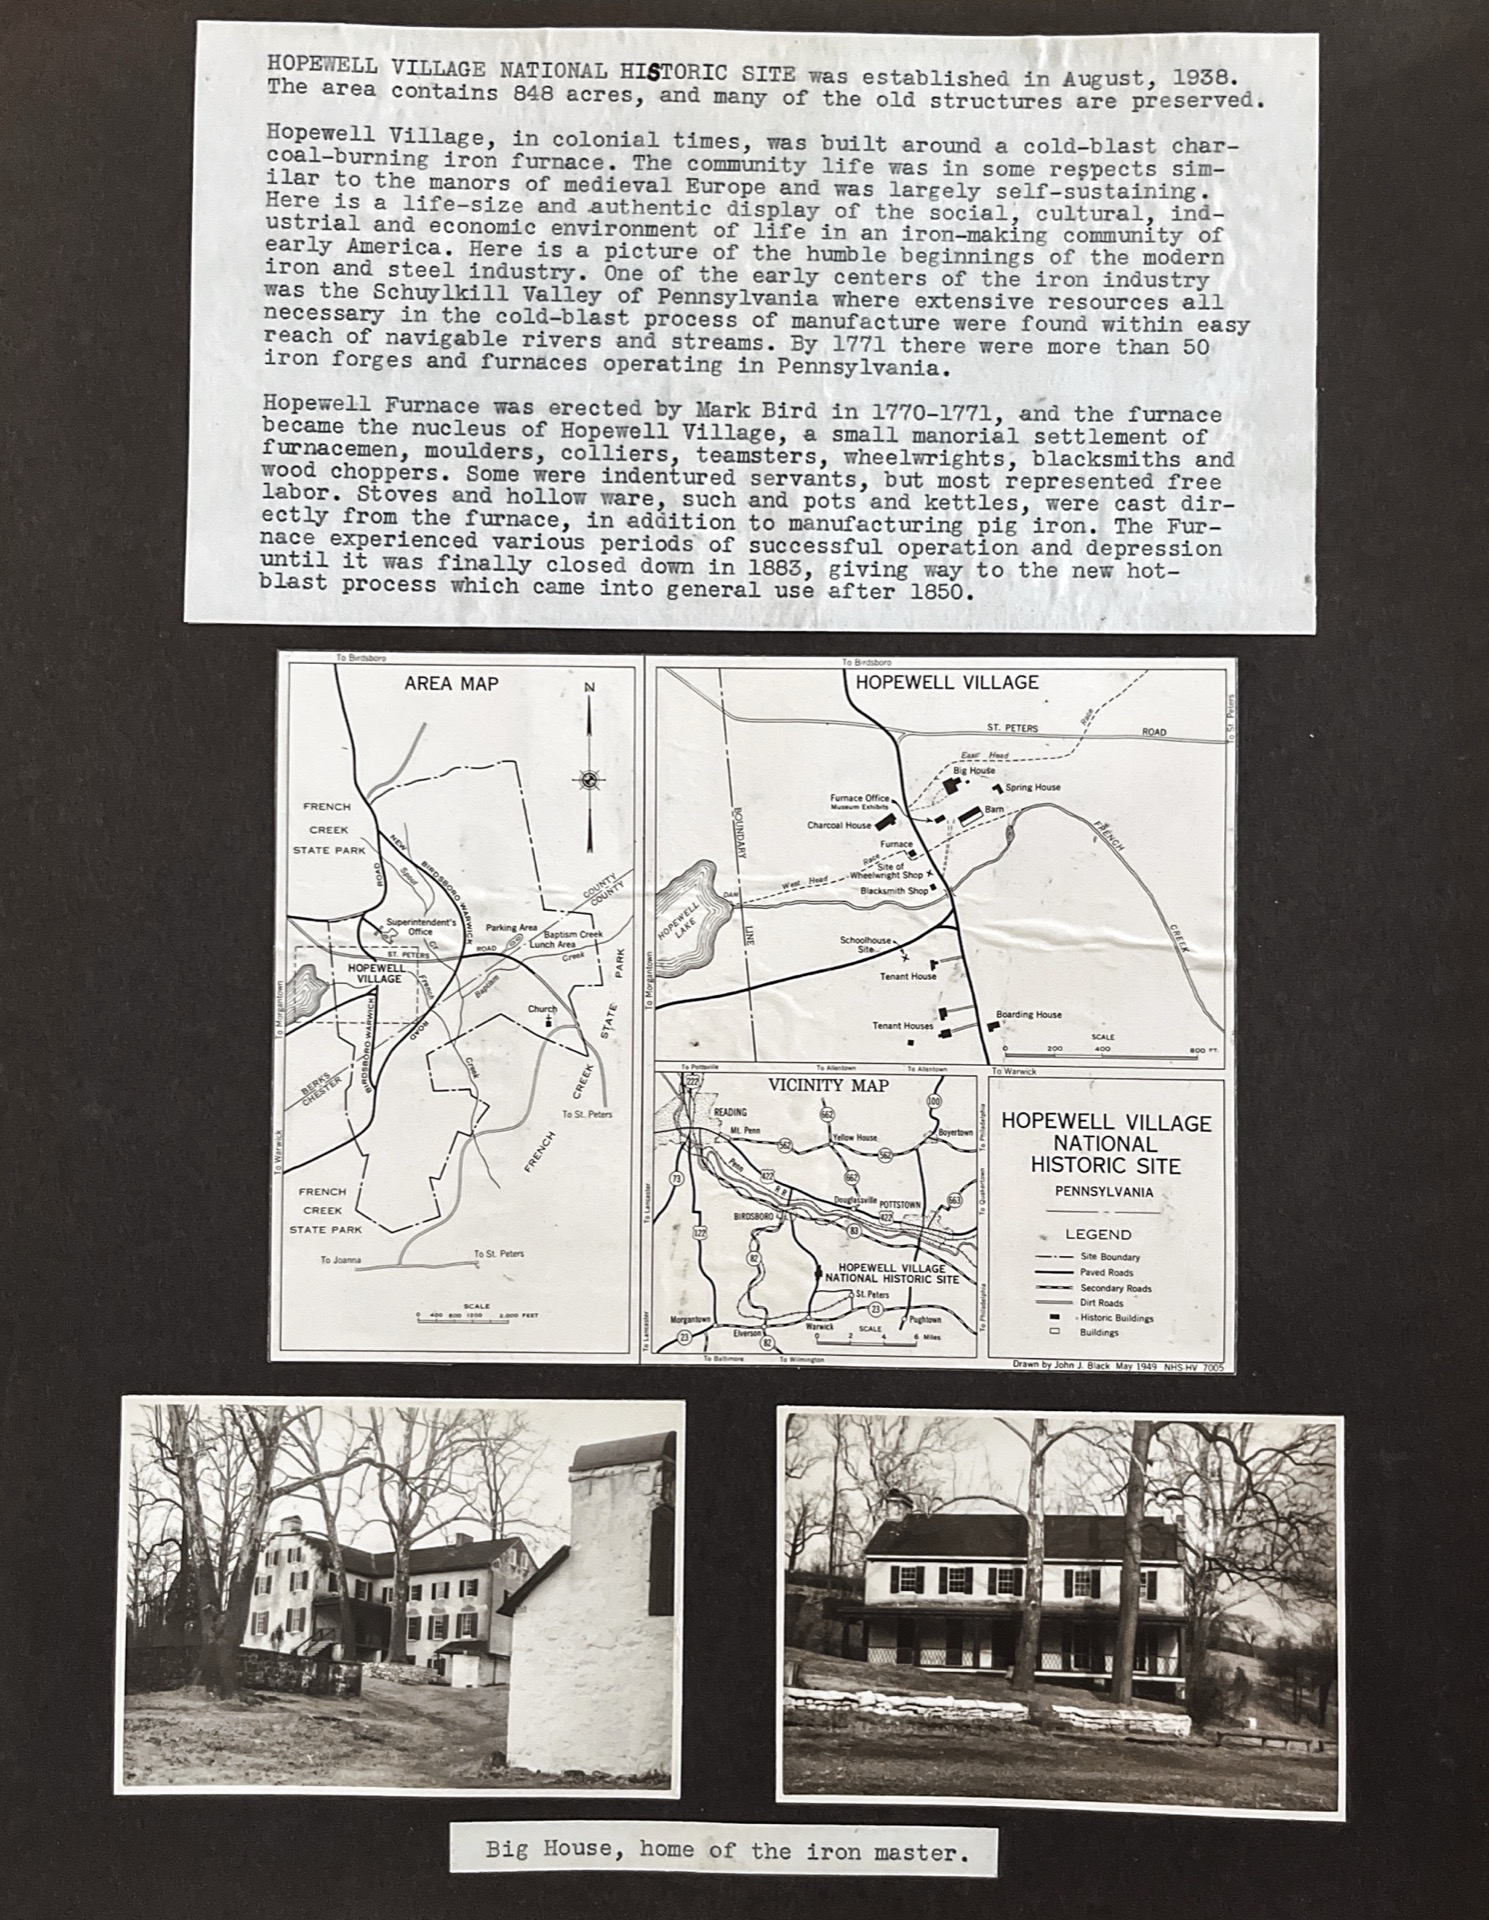 HOPEWELL VILLAGE NATIONAL HISTORIC SITE was established in August, 1938.
The area contains 848 acres, and many of the old structures are preserved.
Hopewell Village, in colonial times, was built around a cold-blast char-
coal-burning iron furnace. The community life was in some respects sim-
ilar to the manors of medieval Europe and was largely self-sustaining.
Here is a life-size and authentic display of the social, cultural, ind-
ustrial and economic environment of life in an iron-making community of
early America. Here is a picture of the humble beginnings of the modern
iron and steel industry. One of the early centers of the iron industry
was the Schuylkill Valley of Pennsylvania where extensive resources all
necessary in the cold-blast process of manufacture were found within easy
reach of navigable rivers and streams. By 1771 there were more than 50
iron forges and furnaces operating in Pennsylvania.
Hopewell Furnace was erected by Mark Bird in 1770-1771, and the furnace
became the nucleus of Hopewell Village, a small manorial settlement of
furnacemen, moulders, colliers, teamsters, wheelwrights, blacksmiths and
wood choppers. Some were indentured servants, but most represented free
labor. Stoves and hollow ware, such and pots and kettles, were cast dir-
ectly from the furnace, in addition to manufacturing pig iron. The Fur-
nace experienced various periods of successful operation and depression
until it was finally closed down in 1883, giving way to the new hot-
blast process which came into general use after 1850.
To Birdsboro
AREA MAP
N
FRENCH
CREEK
STATE PARK
ROAD
NEW BIRDSBORO-WARWICK
ROAD
COUNTY
COUNTY
Superintendent's
Office
Parking Area
Baptism Creek
Lunch Area
ST. PETERS
ROAD
Creek
HOPEWELL
VILLAGE
French
Cr
Baptism
PARK
STATE
CREEK
FRENCH
Church
To Morgantown
BIRDSBORO-WARWICK
BERKS
CHESTER
Creek
To St. Peters
To Warwick
FRENCH
CREEK
STATE PARK
To Joanna
To St. Peters
SCALE
0 400 800 1200 2,000 FEET
To Birdsboro
HOPEWELL VILLAGE
To St. Peters
ST. PETERS
ROAD
Race
East Head
Big House
Spring House
Furnace Office
Museum Exhibits
Barn
Charcoal House
FRENCH
CREEK
BOUNDARY
LINE
Furnace
Race
Site of
Wheelwright Shop
West Head
Blacksmith Shop
DAM
HOPEWELL
LAKE
Schoolhouse
Site
Tenant House
To Morgantown
Tenant Houses
Boarding House
SCALE
0 200 400 800 FT.
To Warwick
To Pottsville
To Allentown
To Allentown
VICINITY MAP
222
READING
Mt. Penn
562
662
Yellow House
562
100
Boyertown
To Philadelphia
73
Penn
R R
422
662
Douglassville
POTTSTOWN
422
663
To Quakertown
To Lancaster
BIRDSBORO
83
122
82
HOPEWELL VILLAGE
NATIONAL HISTORIC SITE
St. Peters
23
To Philadelphia
Morgantown
23
Elverson
82
Warwick
Pughtown
SCALE
0 2 4 6 Miles
To Lancaster
To Baltimore
To Wilmington
HOPEWELL VILLAGE
NATIONAL
HISTORIC SITE
PENNSYLVANIA
LEGEND
Site Boundary
Paved Roads
Secondary Roads
Dirt Roads
Historic Buildings
Buildings
Drawn by John J. Black May 1949 NHS-HV 7005
Big House, home of the iron master.